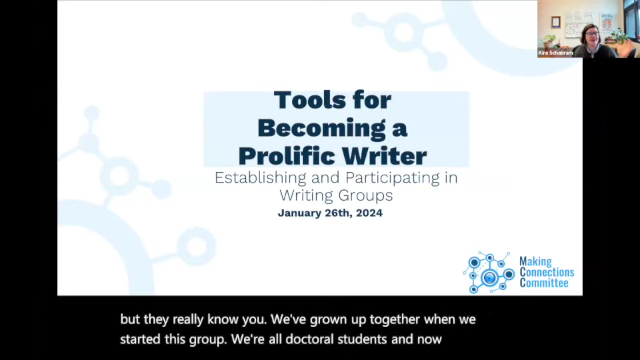 Kira Schabram
Tools for
Becoming a
Prolific Writer
Establishing and Participating in
Writing Groups
January 26th, 2024
Making
Connections
Committee
but they really know you. We've grown up together when we
started this group. We're all doctoral students and now